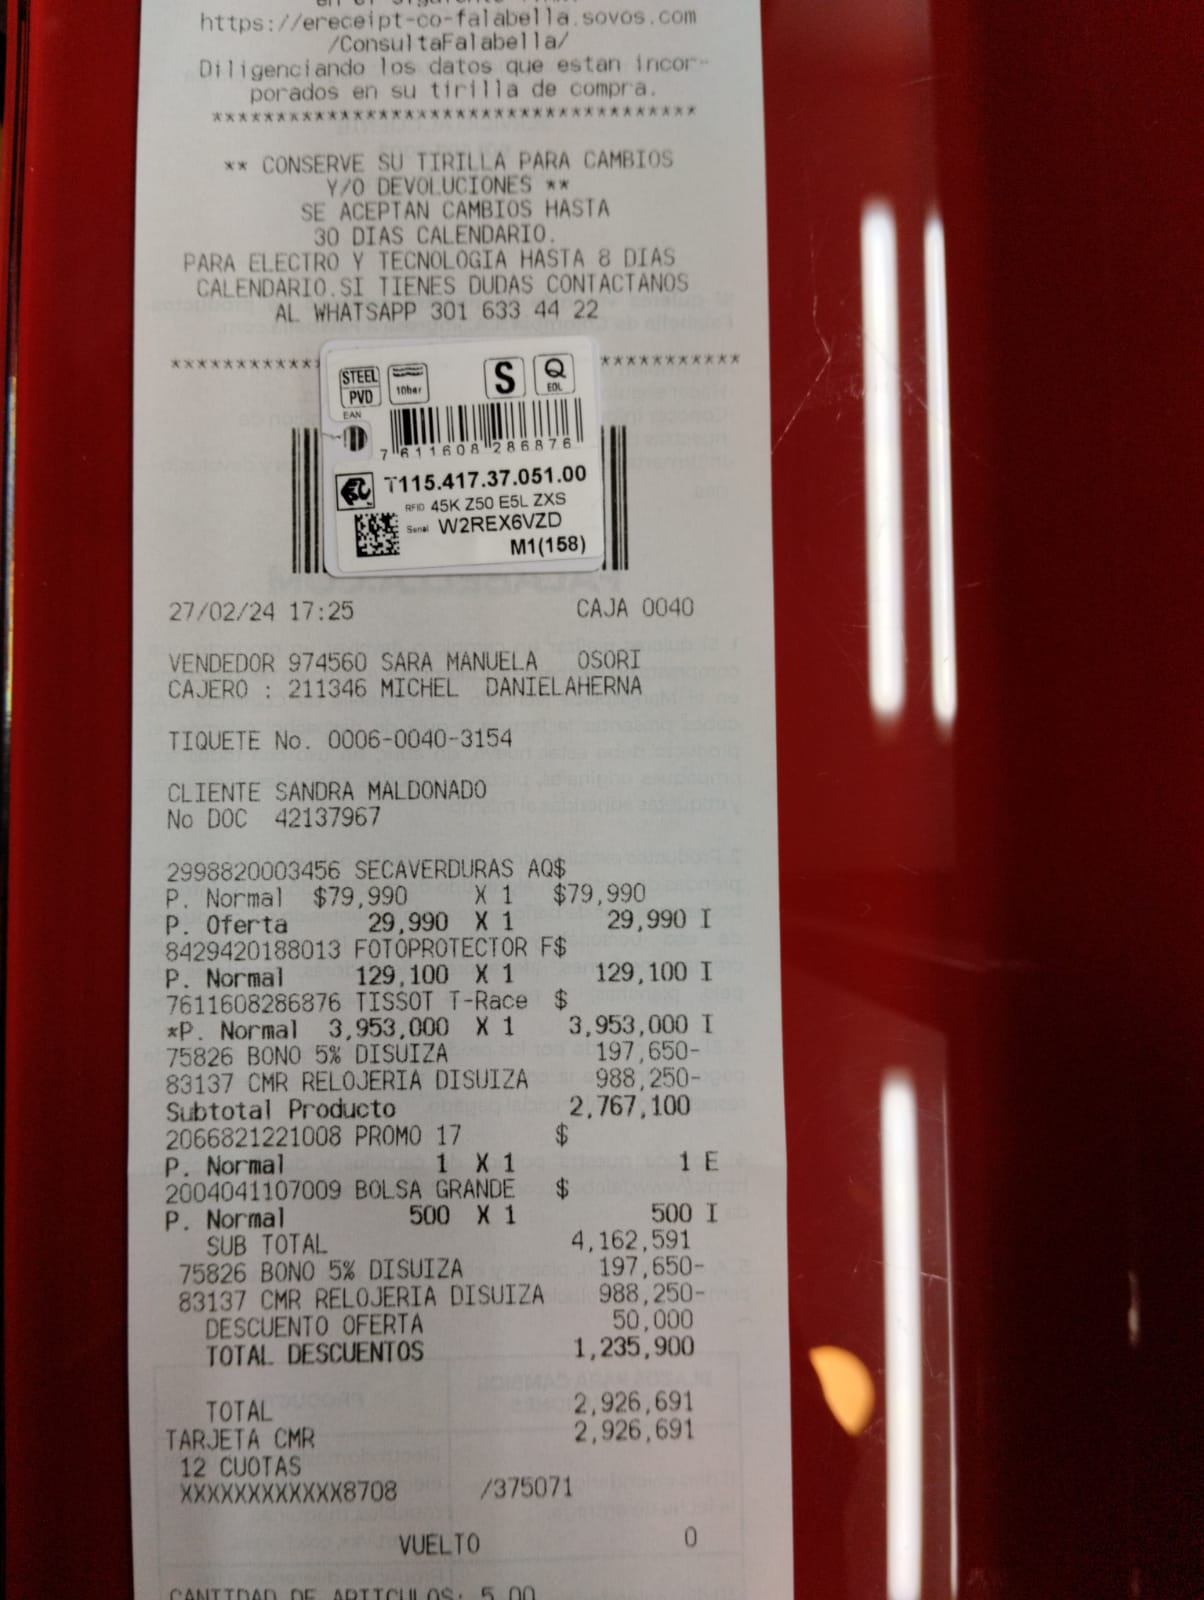 en el siguiente link:
https://ereceipt-co-falabella.sovos.com
/ConsultaFalabella/
Diligenciando los datos que estan incor-
porados en su tirilla de compra.
****************************************
** CONSERVE SU TIRILLA PARA CAMBIOS
Y/O DEVOLUCIONES **
SE ACEPTAN CAMBIOS HASTA
30 DIAS CALENDARIO.
PARA ELECTRO Y TECNOLOGIA HASTA 8 DIAS
CALENDARIO.SI TIENES DUDAS CONTACTANOS
AL WHATSAPP 301 633 44 22
STEEL PVD 10bar S Q EOL
EAN
7 611608 286876
T115.417.37.051.00
RFID 45K Z50 E5L ZXS
Serial W2REX6VZD
M1(158)
27/02/24 17:25 CAJA 0040
VENDEDOR 974560 SARA MANUELA OSORI
CAJERO : 211346 MICHEL DANIELAHERNA
TIQUETE No. 0006-0040-3154
CLIENTE SANDRA MALDONADO
No DOC 42137967
2998820003456 SECAVERDURAS AQ$
P. Normal $79,990 X 1 $79,990
P. Oferta 29,990 X 1 29,990 I
8429420188013 FOTOPROTECTOR F$
P. Normal 129,100 X 1 129,100 I
7611608286876 TISSOT T-Race $
*P. Normal 3,953,000 X 1 3,953,000 I
75826 BONO 5% DISUIZA 197,650-
83137 CMR RELOJERIA DISUIZA 988,250-
Subtotal Producto 2,767,100
2066821221008 PROMO 17 $
P. Normal 1 X 1 1 E
2004041107009 BOLSA GRANDE $
P. Normal 500 X 1 500 I
SUB TOTAL 4,162,591
75826 BONO 5% DISUIZA 197,650-
83137 CMR RELOJERIA DISUIZA 988,250-
DESCUENTO OFERTA 50,000
TOTAL DESCUENTOS 1,235,900
TOTAL 2,926,691
TARJETA CMR 2,926,691
12 CUOTAS
XXXXXXXXXXXX8708 /375071
VUELTO 0
CANTIDAD DE ARTICULOS: 5.00